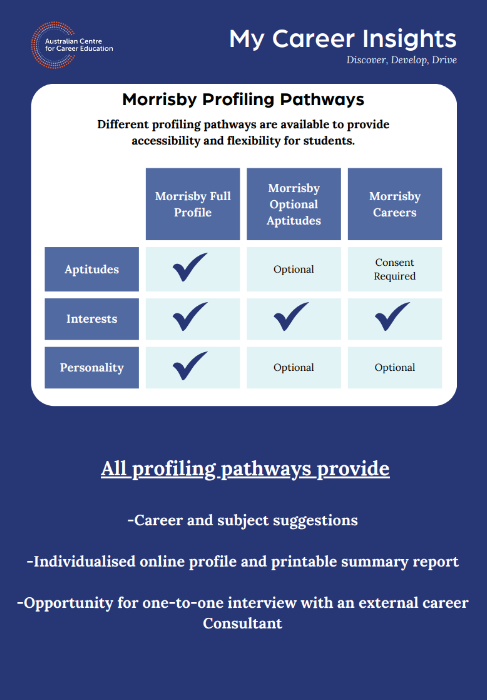 Australian Centre
for Career Education
My Career Insights
Discover, Develop, Drive
Morrisby Profiling Pathways
Different profiling pathways are available to provide
accessibility and flexibility for students.
Morrisby Full
Profile
Morrisby
Optional
Aptitudes
Morrisby
Careers
Aptitudes
Optional
Consent
Required
Interests
Personality
Optional
Optional
All profiling pathways provide
-Career and subject suggestions
-Individualised online profile and printable summary report
-Opportunity for one-to-one interview with an external career
Consultant